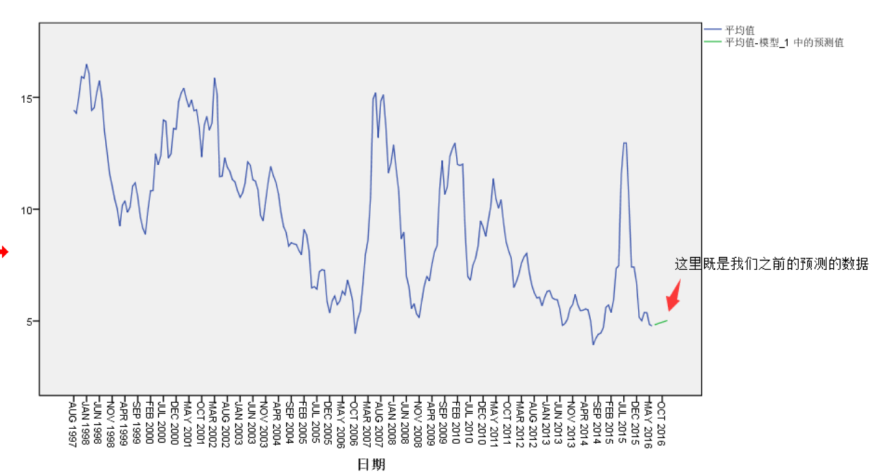 平均值
平均值-模型_1 中的预测值
15
10
5
这里既是我们之前的预测的数据
AUG 1997
JAN 1998
JUN 1998
NOV 1998
APR 1999
SEP 1999
FEB 2000
JUL 2000
DEC 2000
MAY 2001
OCT 2001
MAR 2002
AUG 2002
JAN 2003
JUN 2003
NOV 2003
APR 2004
SEP 2004
FEB 2005
JUL 2005
DEC 2005
MAY 2006
OCT 2006
MAR 2007
AUG 2007
JAN 2008
JUN 2008
NOV 2008
APR 2009
SEP 2009
FEB 2010
JUL 2010
DEC 2010
MAY 2011
OCT 2011
MAR 2012
AUG 2012
JAN 2013
JUN 2013
NOV 2013
APR 2014
SEP 2014
FEB 2015
JUL 2015
DEC 2015
MAY 2016
OCT 2016
日期